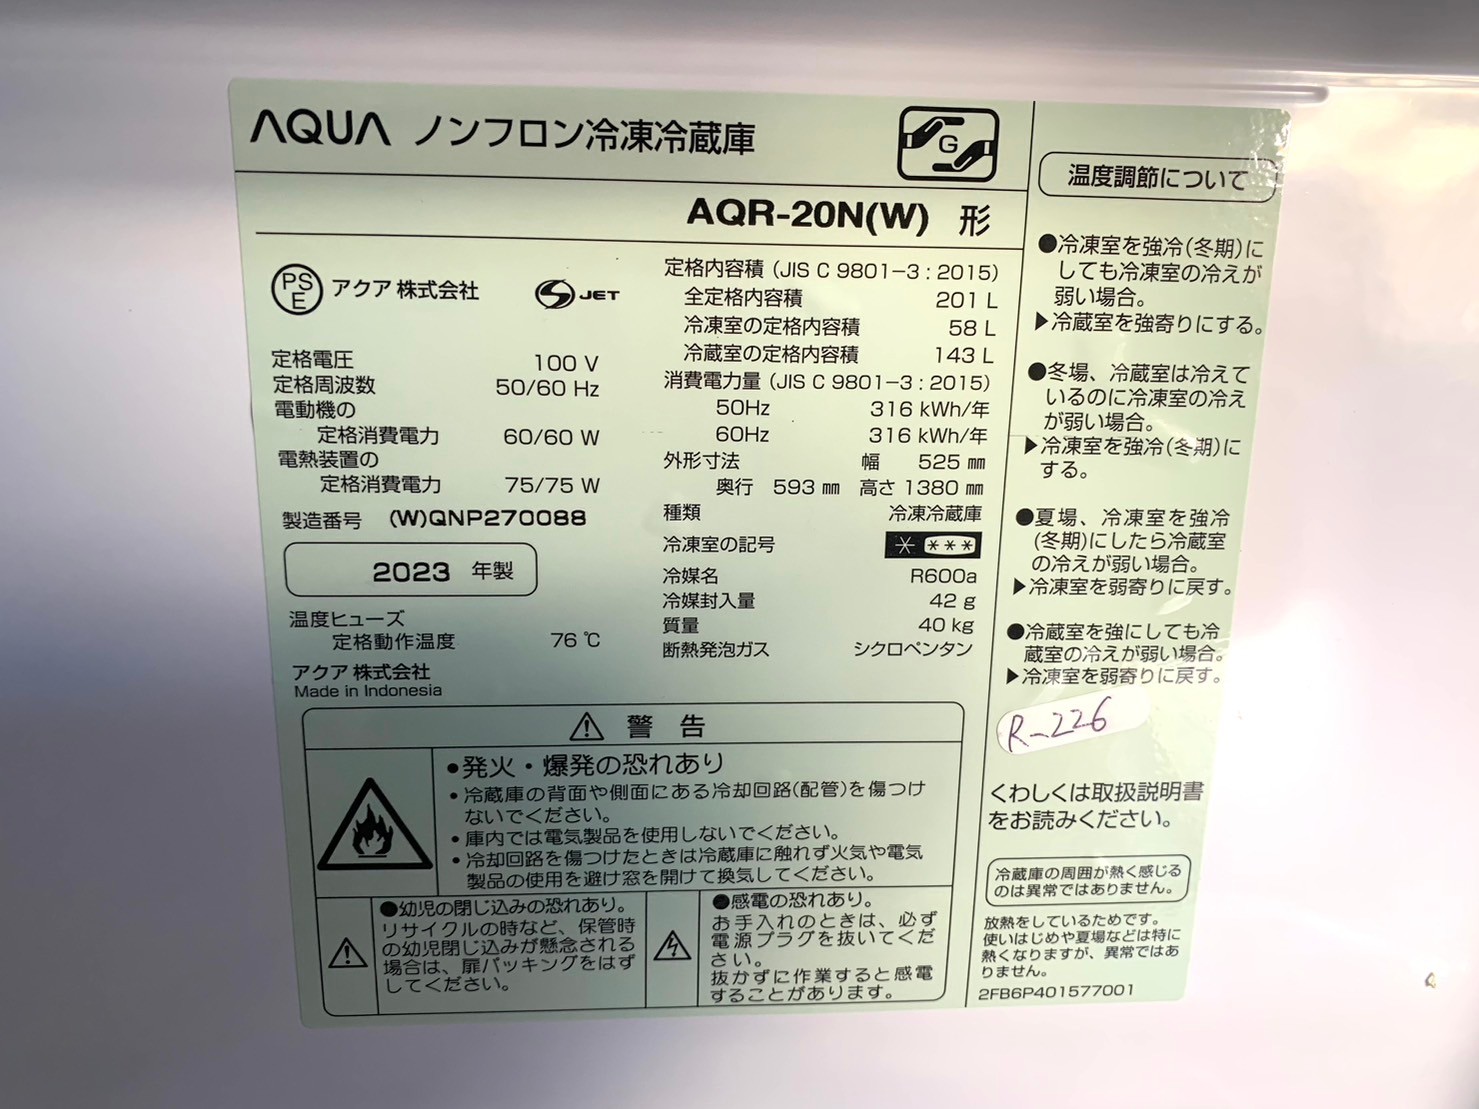 AQUA ノンフロン冷凍冷蔵庫
G
AQR-20N(W) 形
PS
E
アクア 株式会社
S JET
定格電圧 100 V
定格周波数 50/60 Hz
電動機の
定格消費電力 60/60 W
電熱装置の
定格消費電力 75/75 W
製造番号 (W)QNP270088
2023 年製
温度ヒューズ
定格動作温度 76 ℃
アクア 株式会社
Made in Indonesia
定格内容積 (JIS C 9801-3 : 2015)
全定格内容積 201 L
冷凍室の定格内容積 58 L
冷蔵室の定格内容積 143 L
消費電力量 (JIS C 9801-3 : 2015)
50Hz 316 kWh/年
60Hz 316 kWh/年
外形寸法 幅 525 ㎜
奥行 593 ㎜ 高さ 1380 ㎜
種類 冷凍冷蔵庫
冷凍室の記号 * ***
冷媒名 R600a
冷媒封入量 42 g
質量 40 kg
断熱発泡ガス シクロペンタン
⚠ 警 告
●発火・爆発の恐れあり
・冷蔵庫の背面や側面にある冷却回路(配管)を傷つけ
ないでください。
・庫内では電気製品を使用しないでください。
・冷却回路を傷つけたときは冷蔵庫に触れず火気や電気
製品の使用を避け窓を開けて換気してください。
●幼児の閉じ込みの恐れあり。
リサイクルの時など、保管時
の幼児閉じ込みが懸念される
場合は、扉パッキングをはず
してください。
●感電の恐れあり。
お手入れのときは、必ず
電源プラグを抜いてくだ
さい。
抜かずに作業すると感電
することがあります。
温度調節について
●冷凍室を強冷(冬期)に
しても冷凍室の冷えが
弱い場合。
▶冷蔵室を強寄りにする。
●冬場、冷蔵室は冷えて
いるのに冷凍室の冷え
が弱い場合。
▶冷凍室を強冷(冬期)に
する。
●夏場、冷凍室を強冷
(冬期)にしたら冷蔵室
の冷えが弱い場合。
▶冷凍室を弱寄りに戻す。
●冷蔵室を強にしても冷
蔵室の冷えが弱い場合。
▶冷凍室を弱寄りに戻す。
R-226
くわしくは取扱説明書
をお読みください。
冷蔵庫の周囲が熱く感じる
のは異常ではありません。
放熱をしているためです。
使いはじめや夏場などは特に
熱くなりますが、異常ではあ
りません。
2FB6P401577001